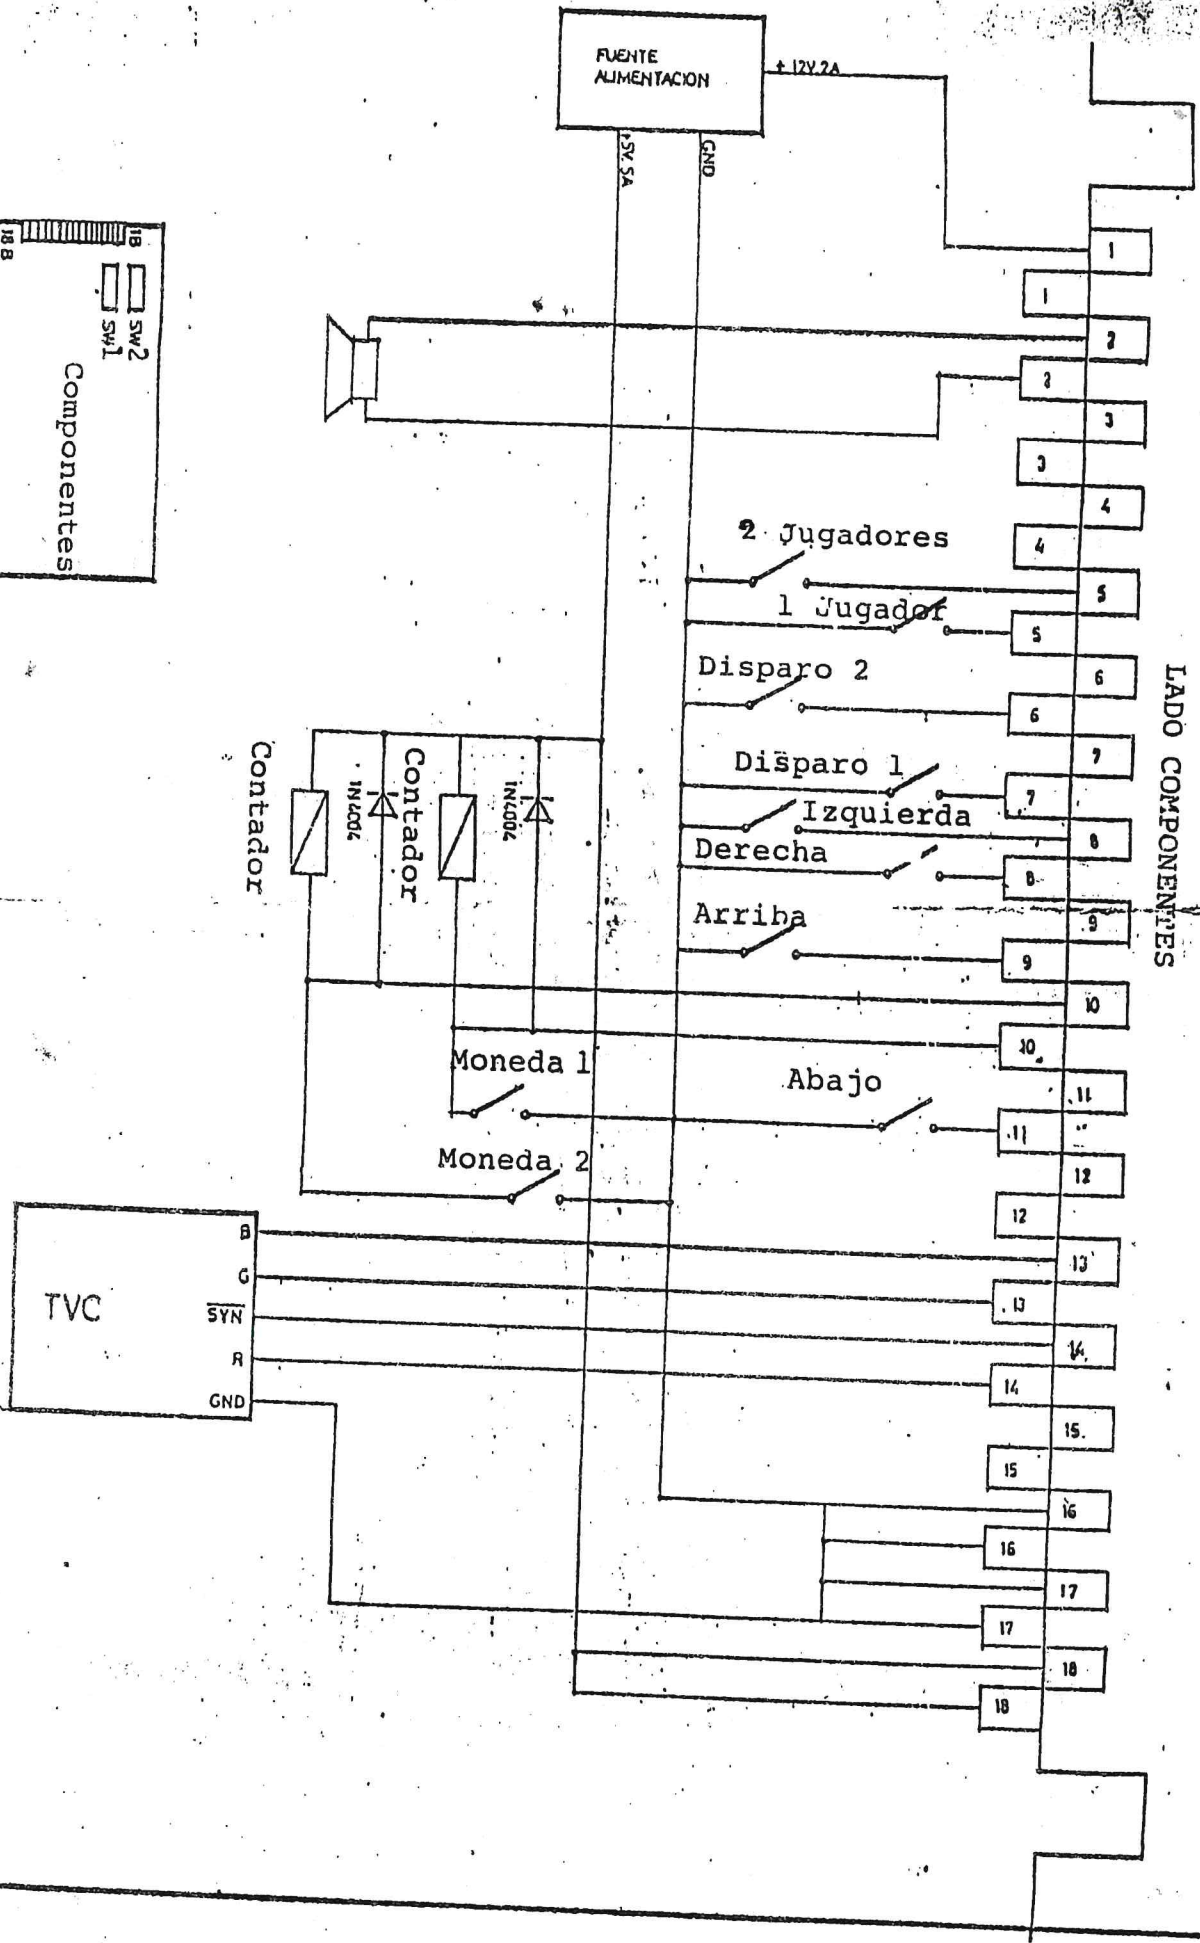 FUENTE
ALIMENTACION
+ 12V.2A
+5V.5A
GND
1
1
2
2
3
3
4
4
2 Jugadores
5
1 Jugador
5
6
Disparo 2
6
7
Disparo 1
7
Izquierda
8
Derecha
8
9
Arriba
9
10
10
Moneda 1
Abajo
11
11
12
Moneda 2
12
13
13
14
14
15
15
16
16
17
17
18
18
LADO COMPONENTES
Contador
1N4004
Contador
1N4004
TVC
B
G
SYN
R
GND
18 B
1B
SW2
SW1
Componentes